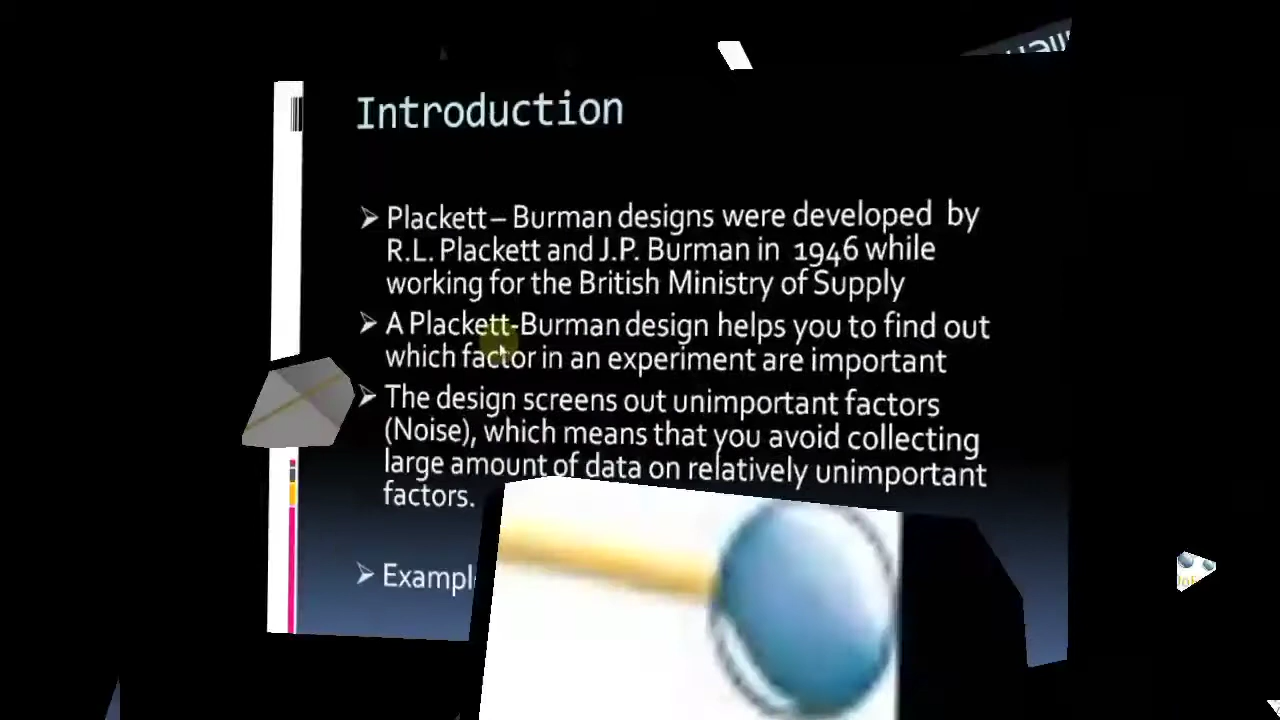 Introduction
➢ Plackett – Burman designs were developed by
R.L. Plackett and J.P. Burman in 1946 while
working for the British Ministry of Supply
➢ A Plackett-Burman design helps you to find out
which factor in an experiment are important
➢ The design screens out unimportant factors
(Noise), which means that you avoid collecting
large amount of data on relatively unimportant
factors.
➢ Exampl